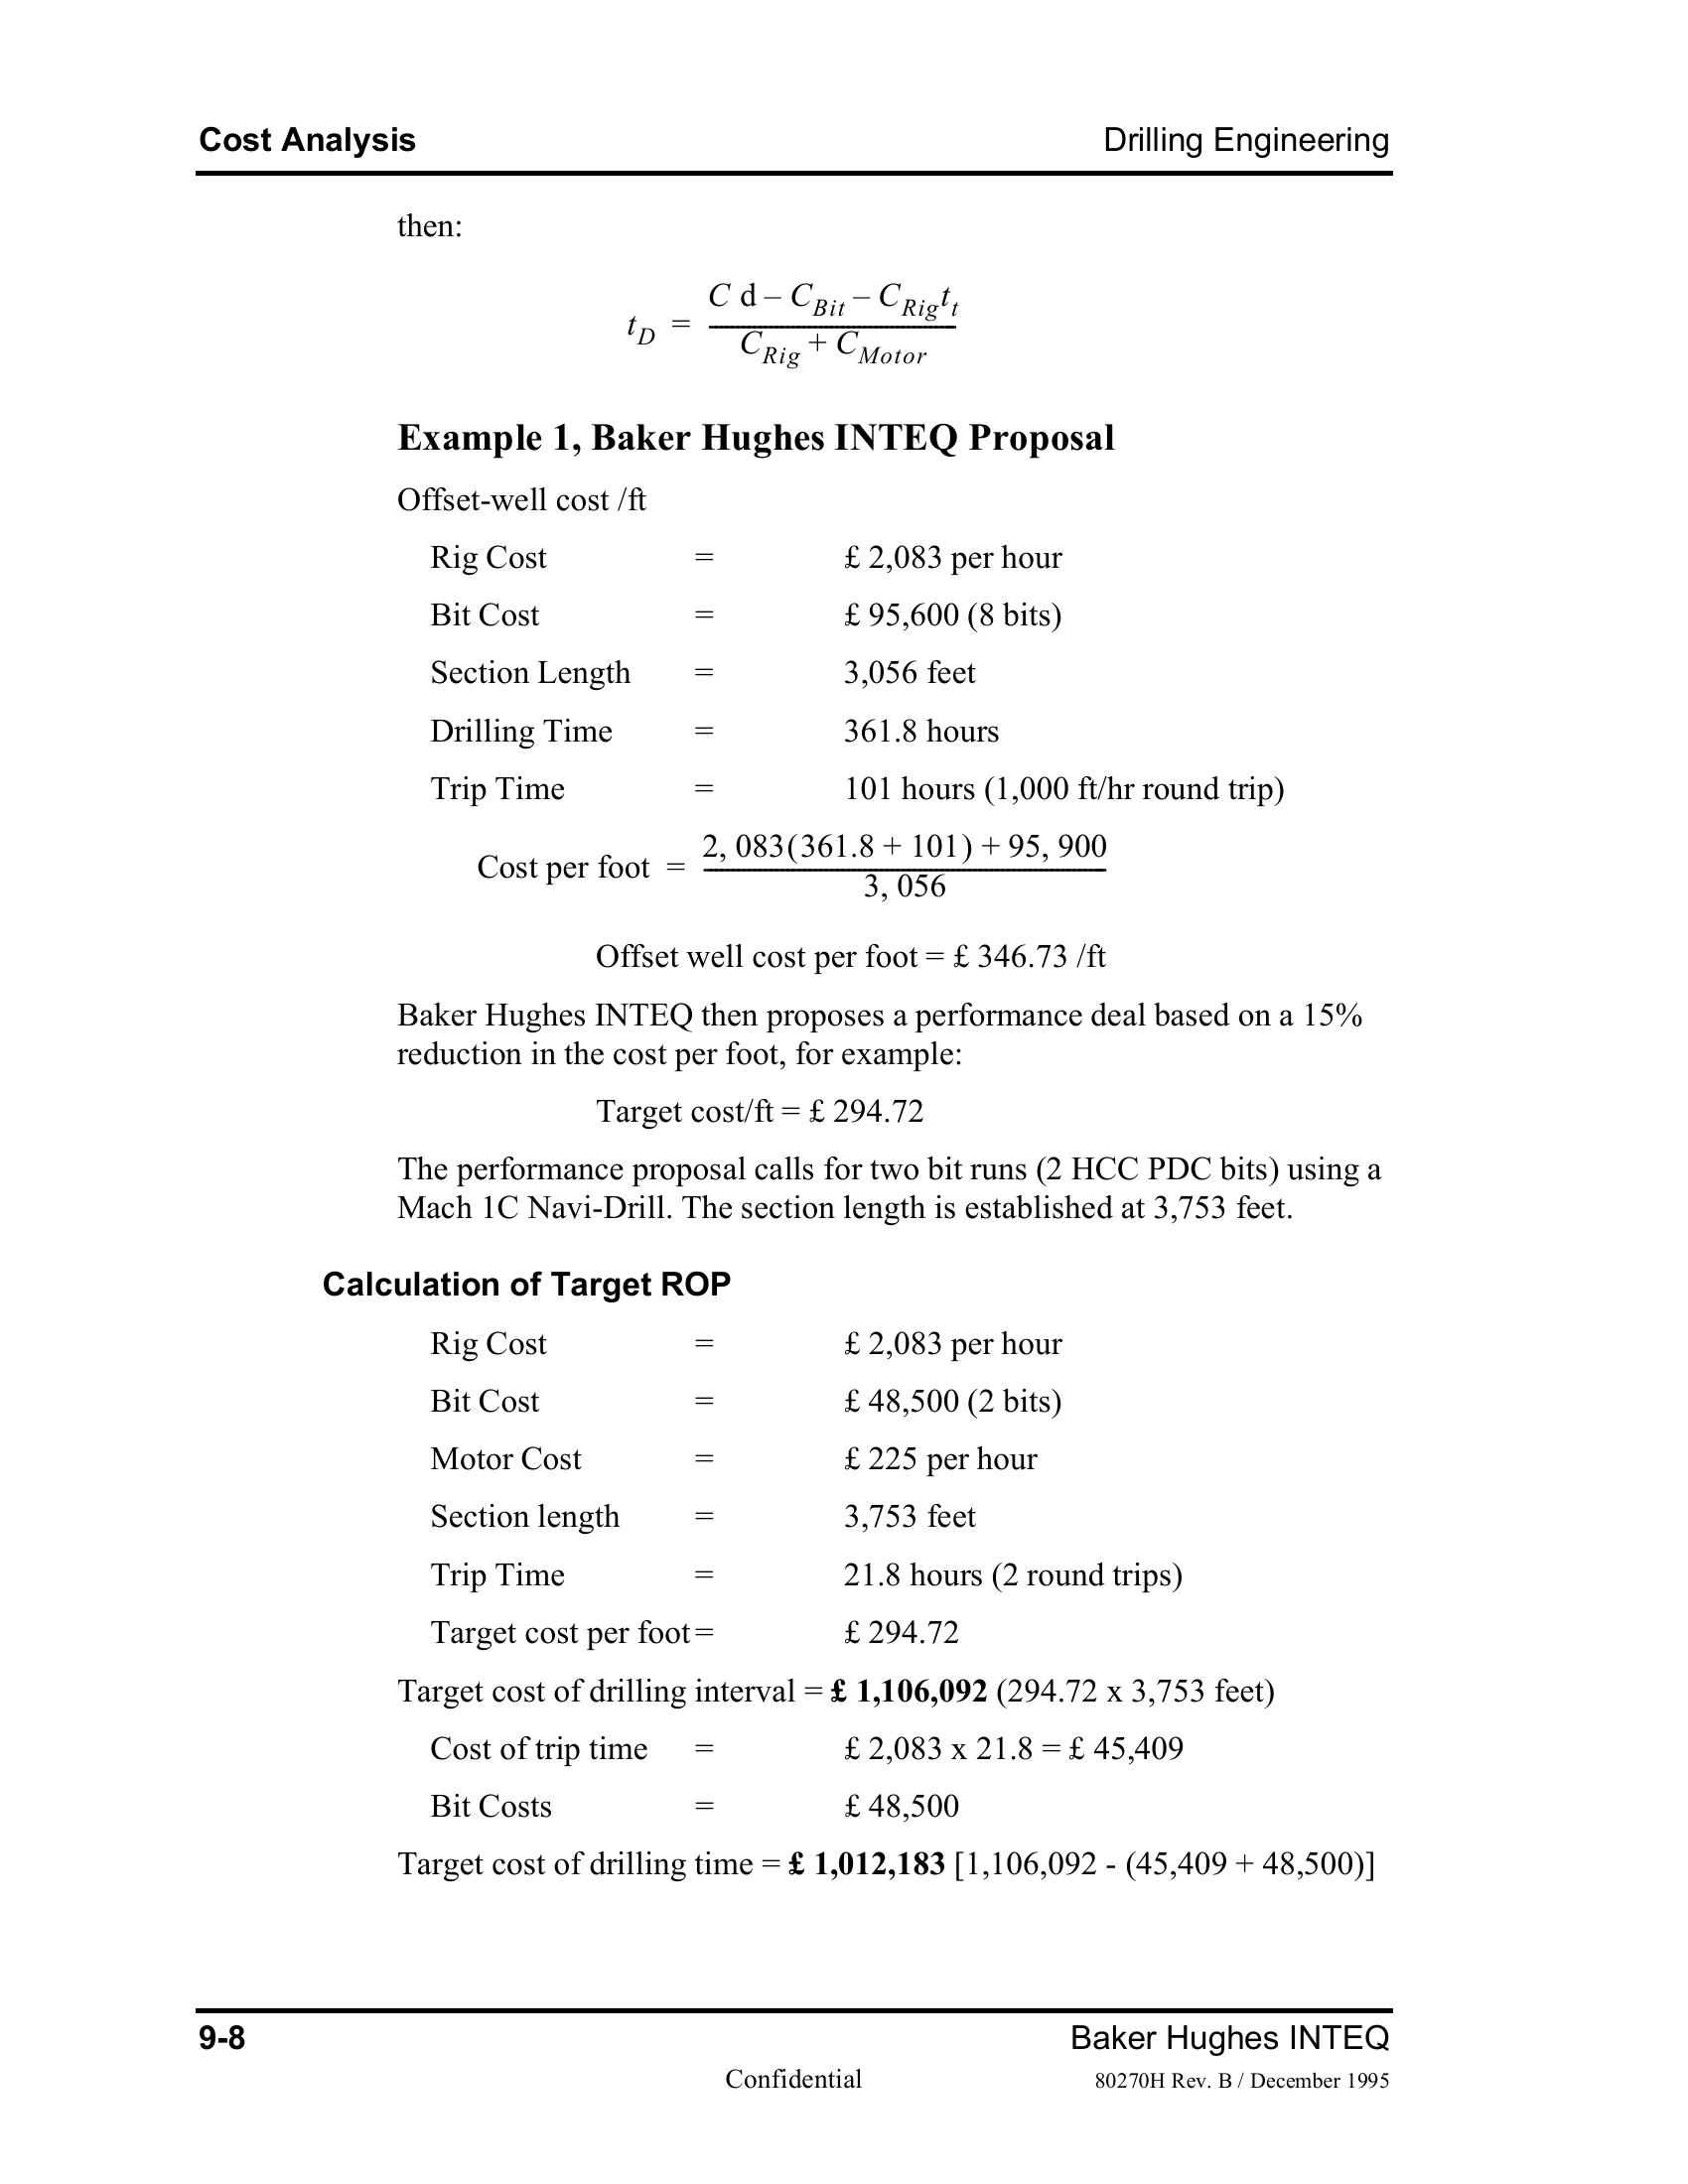 Cost Analysis Drilling Engineering
then:
t_D = (C d – C_Bit – C_Rig t_t) / (C_Rig + C_Motor)
Example 1, Baker Hughes INTEQ Proposal
Offset-well cost /ft
Rig Cost = £ 2,083 per hour
Bit Cost = £ 95,600 (8 bits)
Section Length = 3,056 feet
Drilling Time = 361.8 hours
Trip Time = 101 hours (1,000 ft/hr round trip)
Cost per foot = (2, 083(361.8 + 101) + 95, 900) / 3, 056
Offset well cost per foot = £ 346.73 /ft
Baker Hughes INTEQ then proposes a performance deal based on a 15%
reduction in the cost per foot, for example:
Target cost/ft = £ 294.72
The performance proposal calls for two bit runs (2 HCC PDC bits) using a
Mach 1C Navi-Drill. The section length is established at 3,753 feet.
Calculation of Target ROP
Rig Cost = £ 2,083 per hour
Bit Cost = £ 48,500 (2 bits)
Motor Cost = £ 225 per hour
Section length = 3,753 feet
Trip Time = 21.8 hours (2 round trips)
Target cost per foot = £ 294.72
Target cost of drilling interval = £ 1,106,092 (294.72 x 3,753 feet)
Cost of trip time = £ 2,083 x 21.8 = £ 45,409
Bit Costs = £ 48,500
Target cost of drilling time = £ 1,012,183 [1,106,092 - (45,409 + 48,500)]
9-8 Baker Hughes INTEQ
Confidential 80270H Rev. B / December 1995